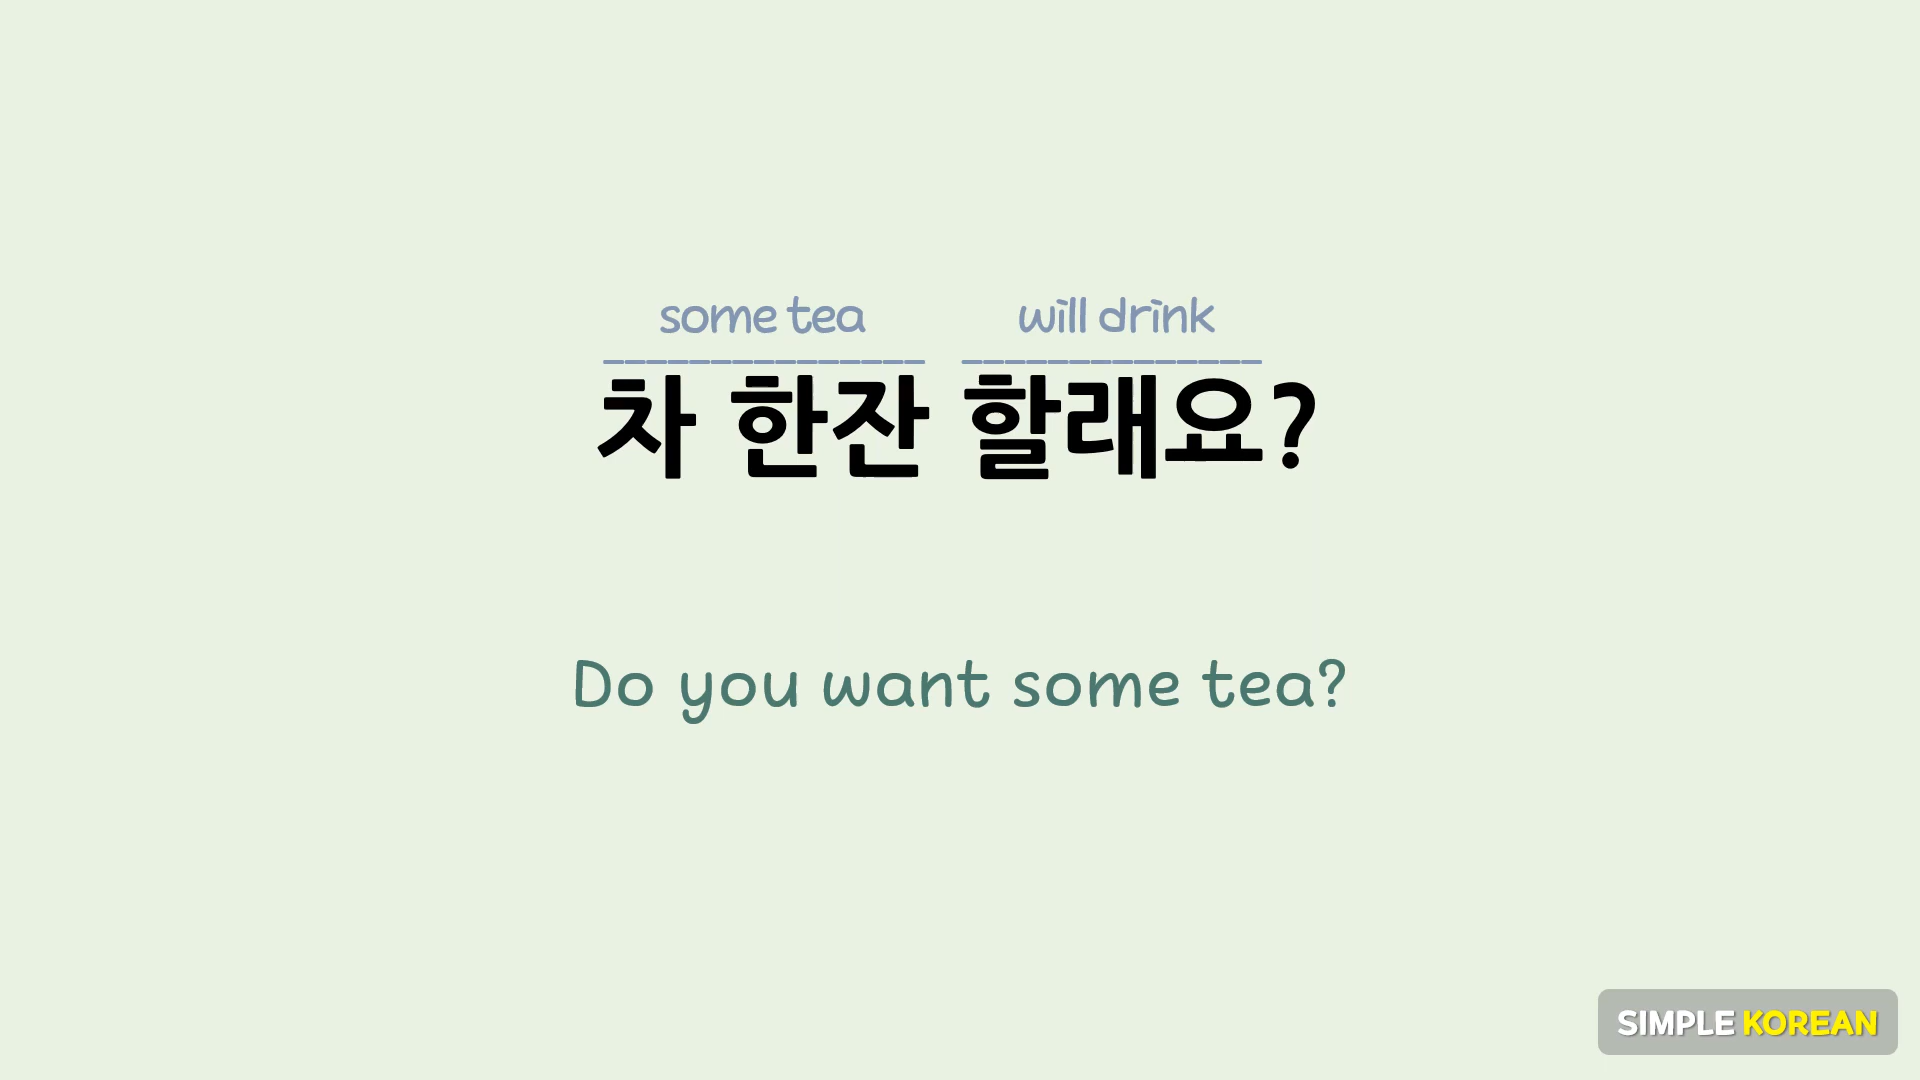 some tea will drink
차 한잔 할래요?
Do you want some tea?
SIMPLE KOREAN